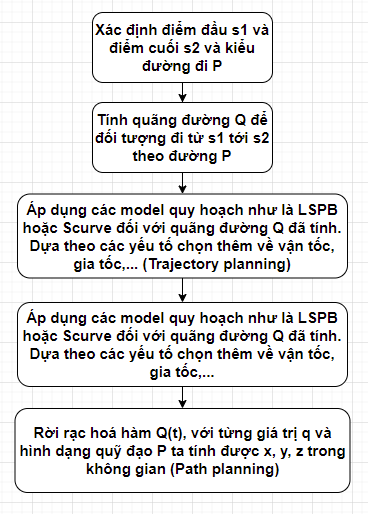 Xác định điểm đầu s1 và
điểm cuối s2 và kiểu
đường đi P
Tính quãng đường Q để
đối tượng đi từ s1 tới s2
theo đường P
Áp dụng các model quy hoạch như là LSPB
hoặc Scurve đối với quãng đường Q đã tính.
Dựa theo các yếu tố chọn thêm về vận tốc,
gia tốc,... (Trajectory planning)
Áp dụng các model quy hoạch như là LSPB
hoặc Scurve đối với quãng đường Q đã tính.
Dựa theo các yếu tố chọn thêm về vận tốc,
gia tốc,...
Rời rạc hoá hàm Q(t), với từng giá trị q và
hình dạng quỹ đạo P ta tính được x, y, z trong
không gian (Path planning)